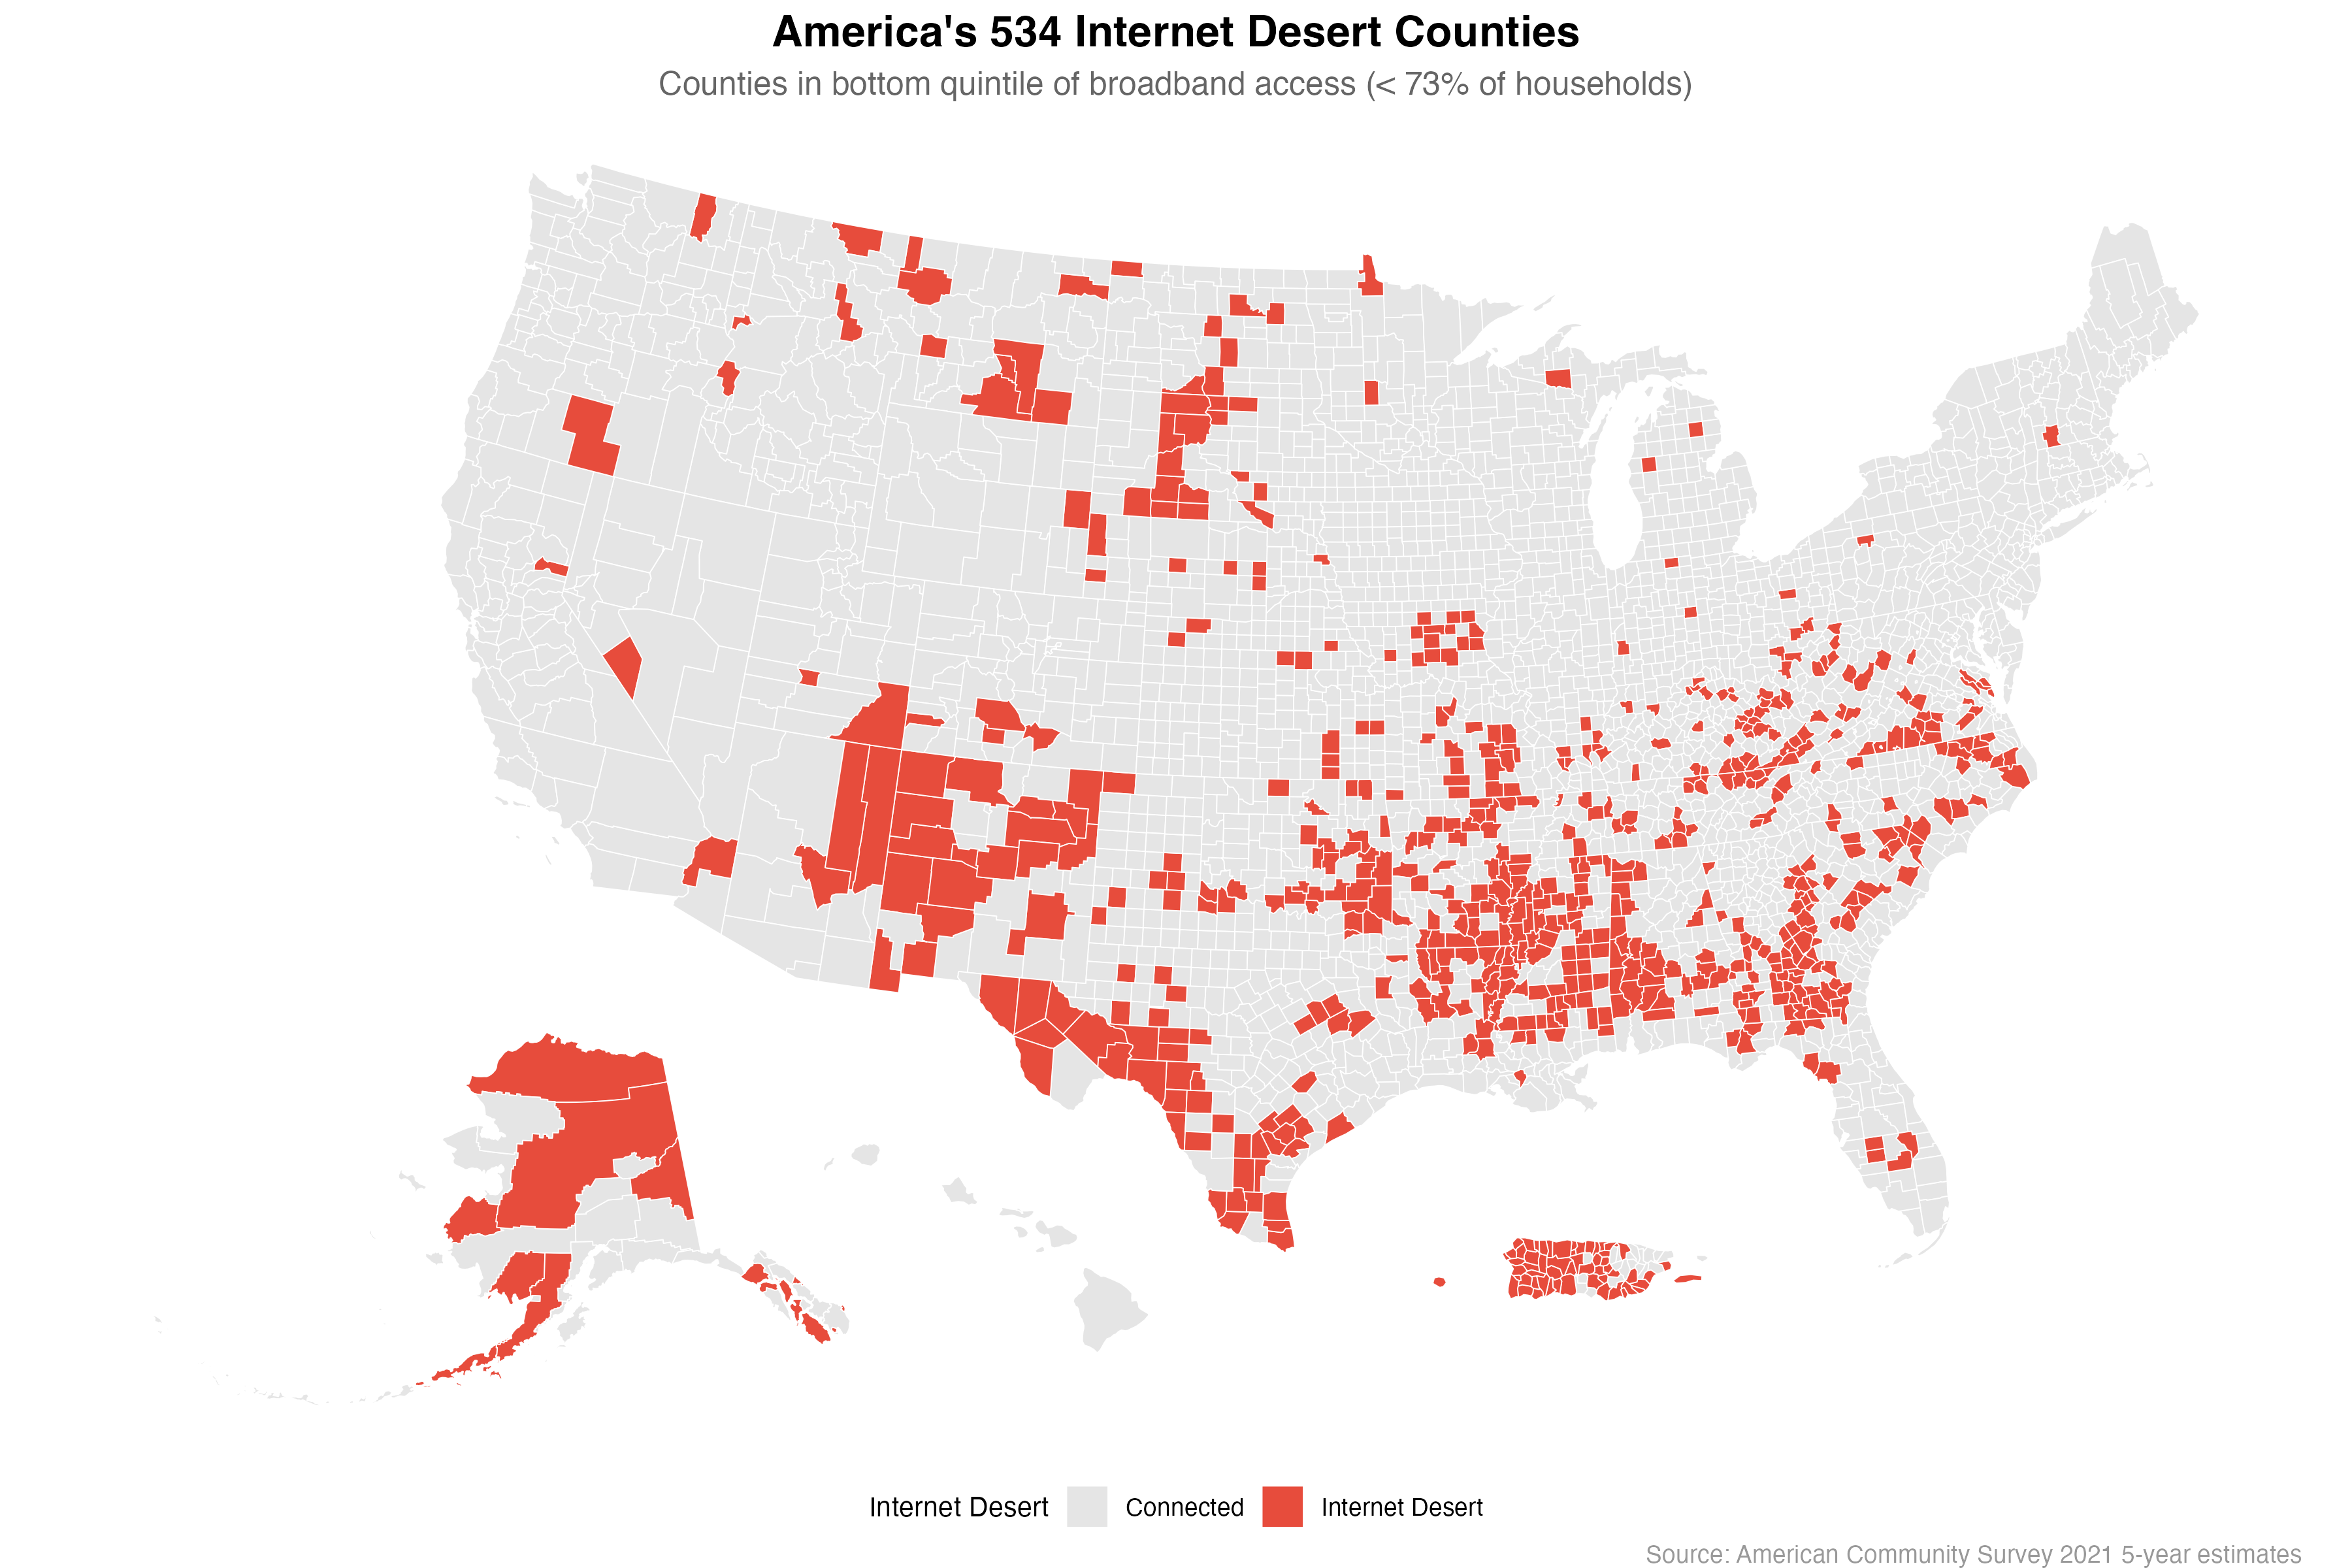 America's 534 Internet Desert Counties
Counties in bottom quintile of broadband access (< 73% of households)
Internet Desert Connected Internet Desert
Source: American Community Survey 2021 5-year estimates